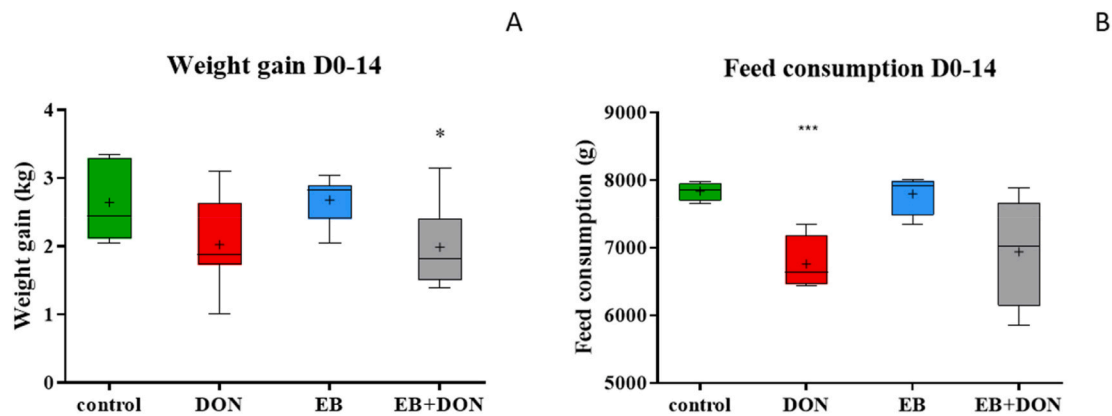 A
Weight gain D0-14
Weight gain (kg)
4
3
2
1
0
*
control DON EB EB+DON
B
Feed consumption D0-14
Feed consumption (g)
9000
8000
7000
6000
5000
***
control DON EB EB+DON